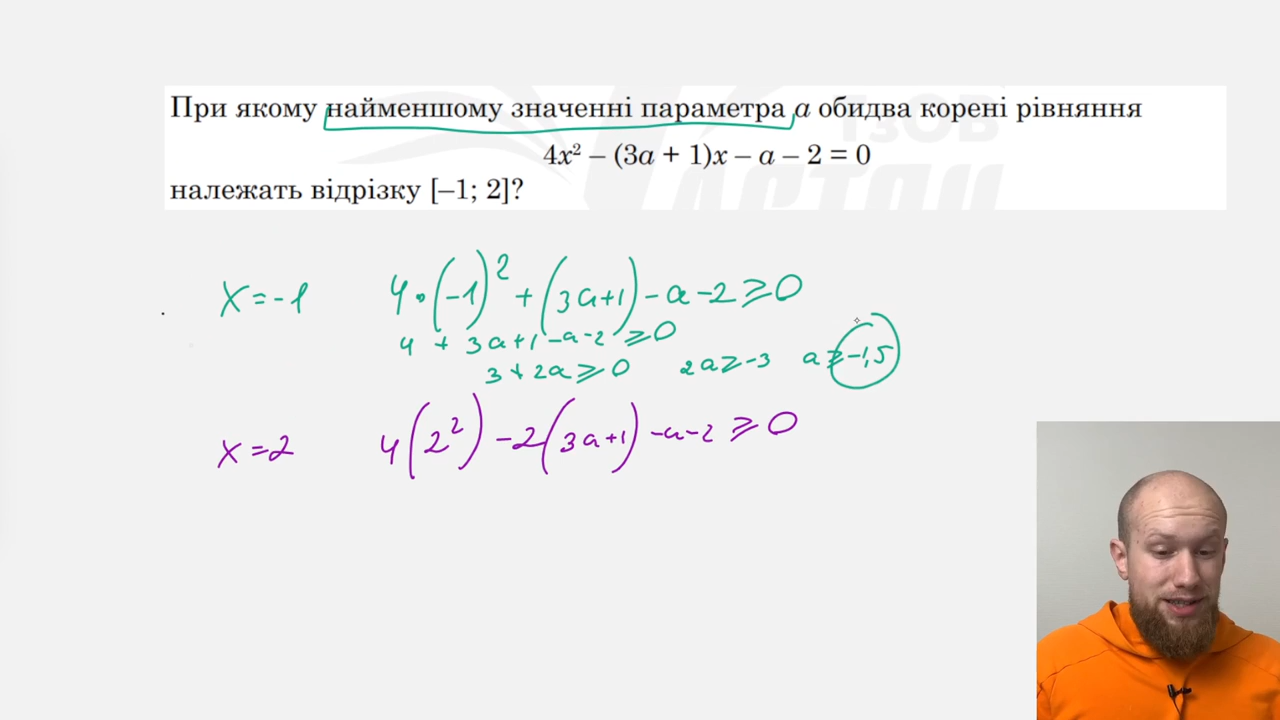 При якому найменшому значенні параметра a обидва корені рівняння
4x² – (3a + 1)x – a – 2 = 0
належать відрізку [–1; 2]?
x = -1 4·(-1)² + (3a+1) - a - 2 ⩾ 0
4 + 3a+1 -a-2 ⩾ 0
3 + 2a ⩾ 0 2a ⩾ -3 a ⩾ -1,5
x = 2 4(2²) - 2(3a+1) - a - 2 ⩾ 0